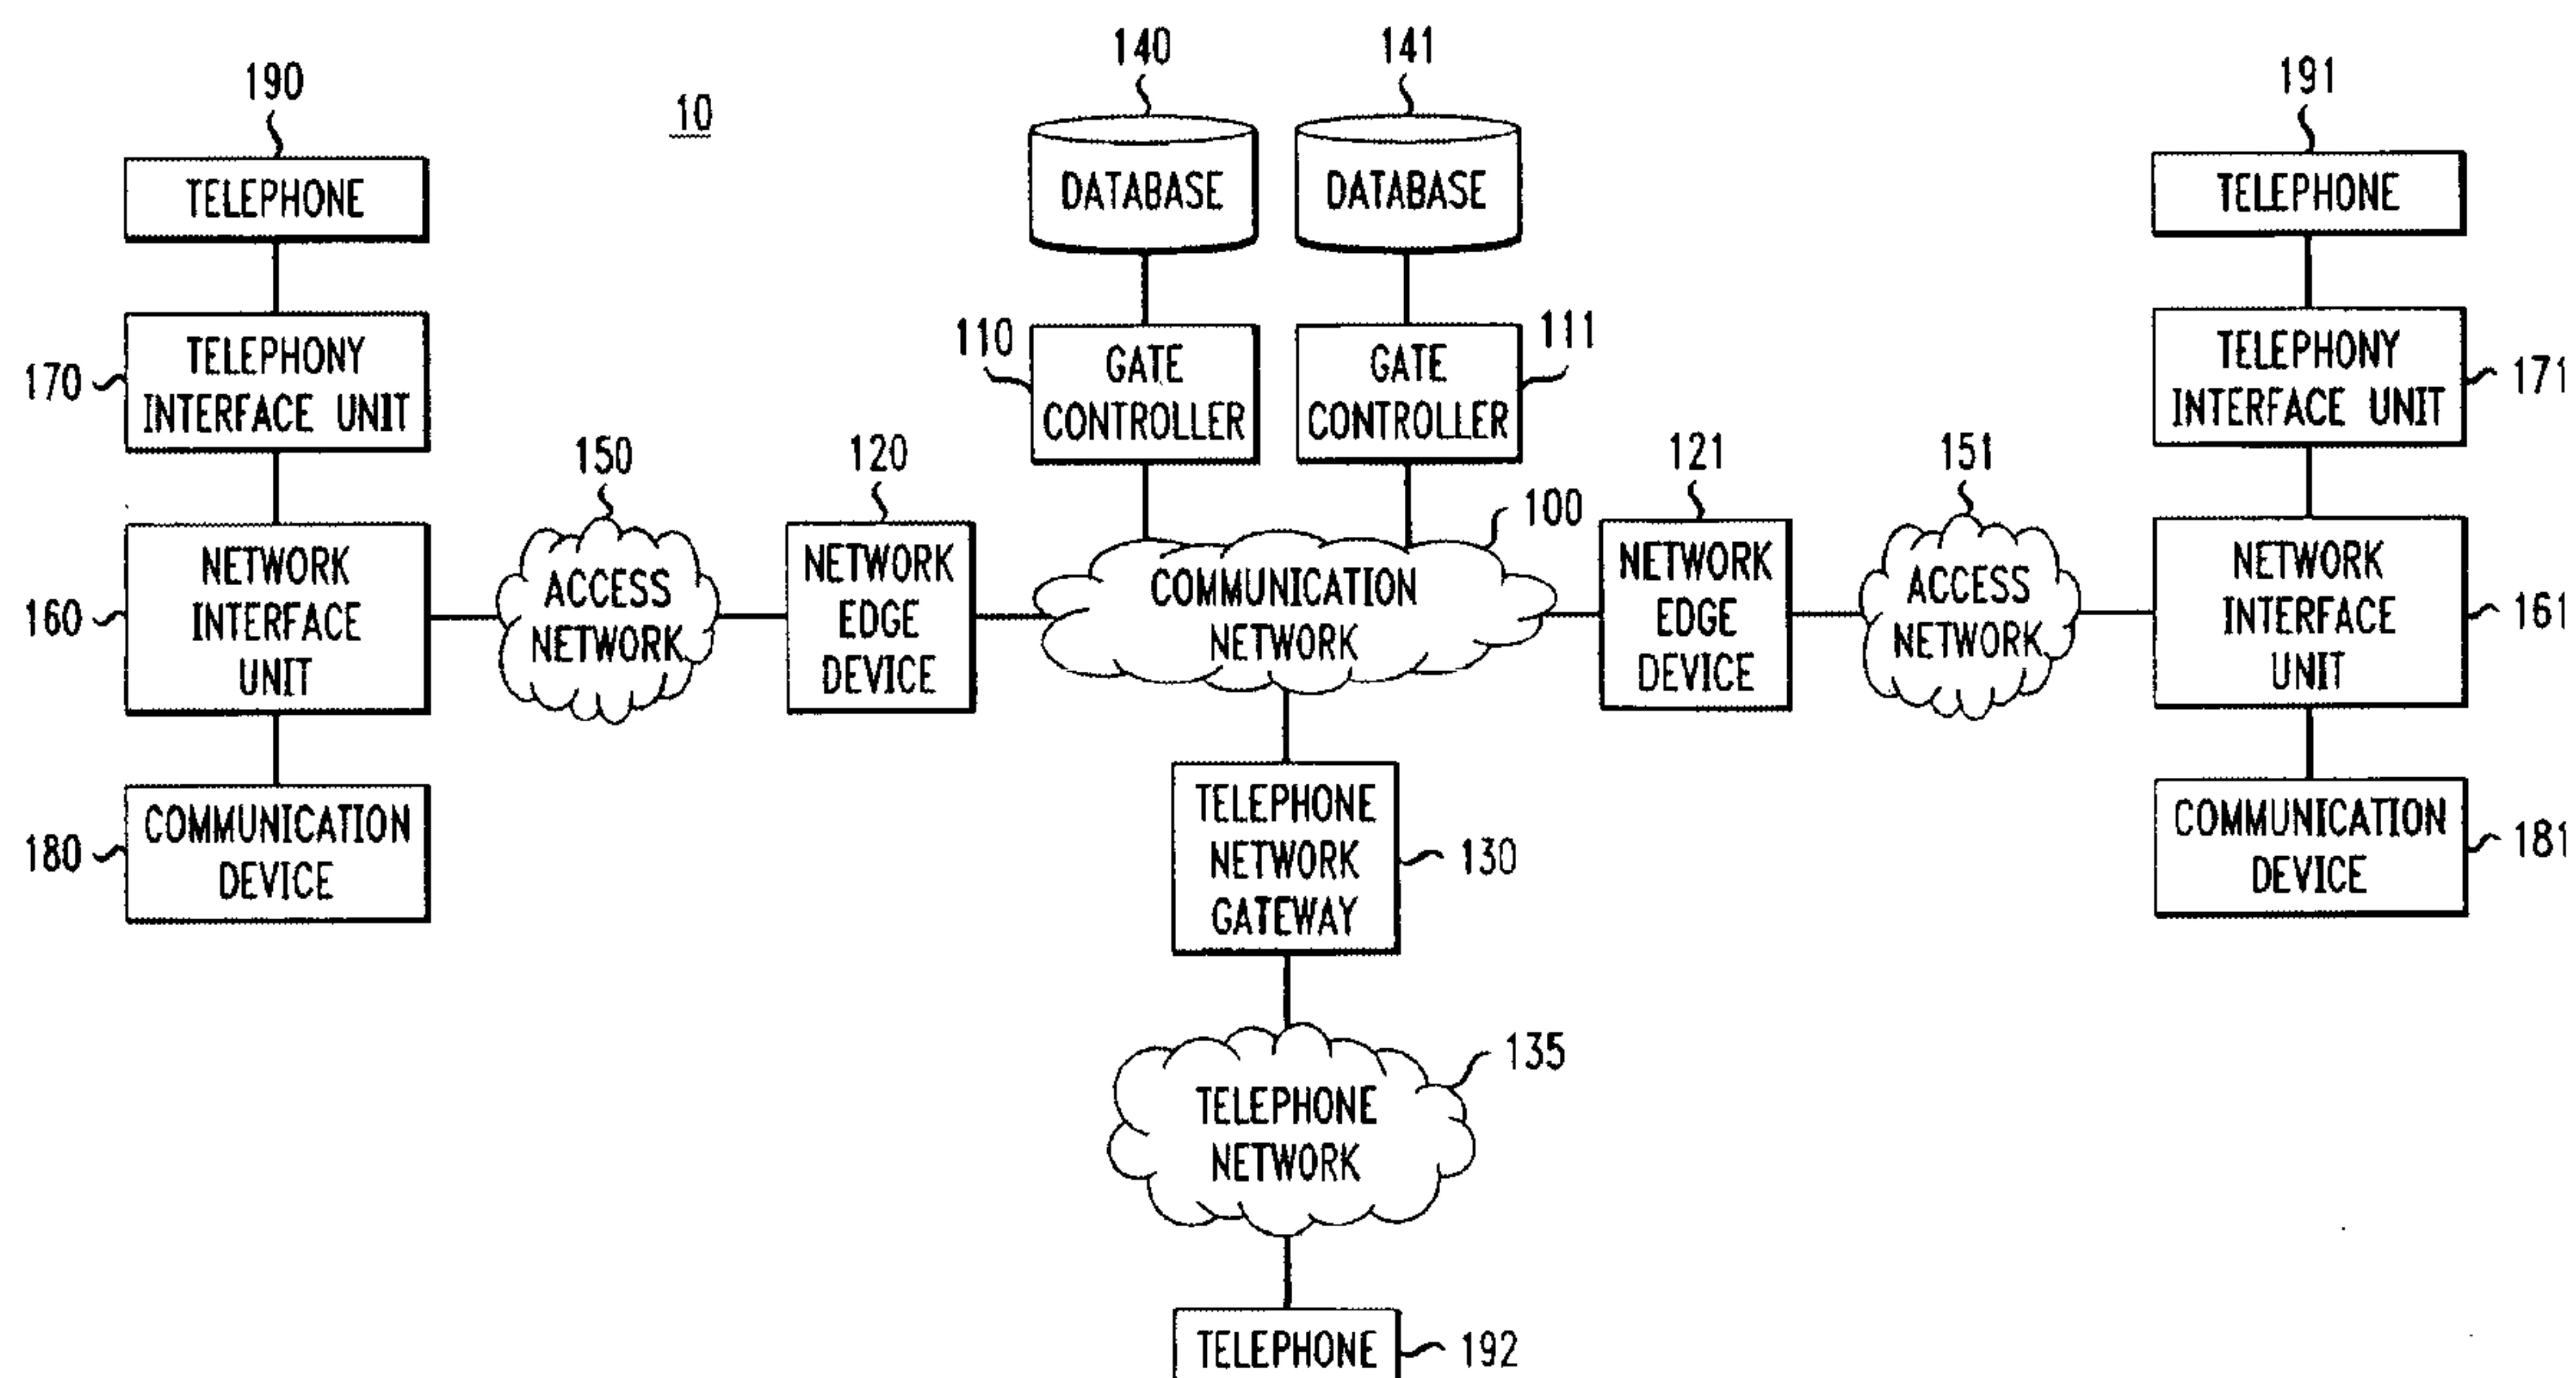 140
141
190
10
191
TELEPHONE
DATABASE
DATABASE
TELEPHONE
110
GATE
CONTROLLER
GATE
CONTROLLER
111
170
TELEPHONY
INTERFACE UNIT
TELEPHONY
INTERFACE UNIT
171
150
120
121
151
100
160
NETWORK
INTERFACE
UNIT
ACCESS
NETWORK
NETWORK
EDGE
DEVICE
COMMUNICATION
NETWORK
NETWORK
EDGE
DEVICE
ACCESS
NETWORK
NETWORK
INTERFACE
UNIT
161
180
COMMUNICATION
DEVICE
TELEPHONE
NETWORK
GATEWAY
130
COMMUNICATION
DEVICE
181
135
TELEPHONE
NETWORK
TELEPHONE
192